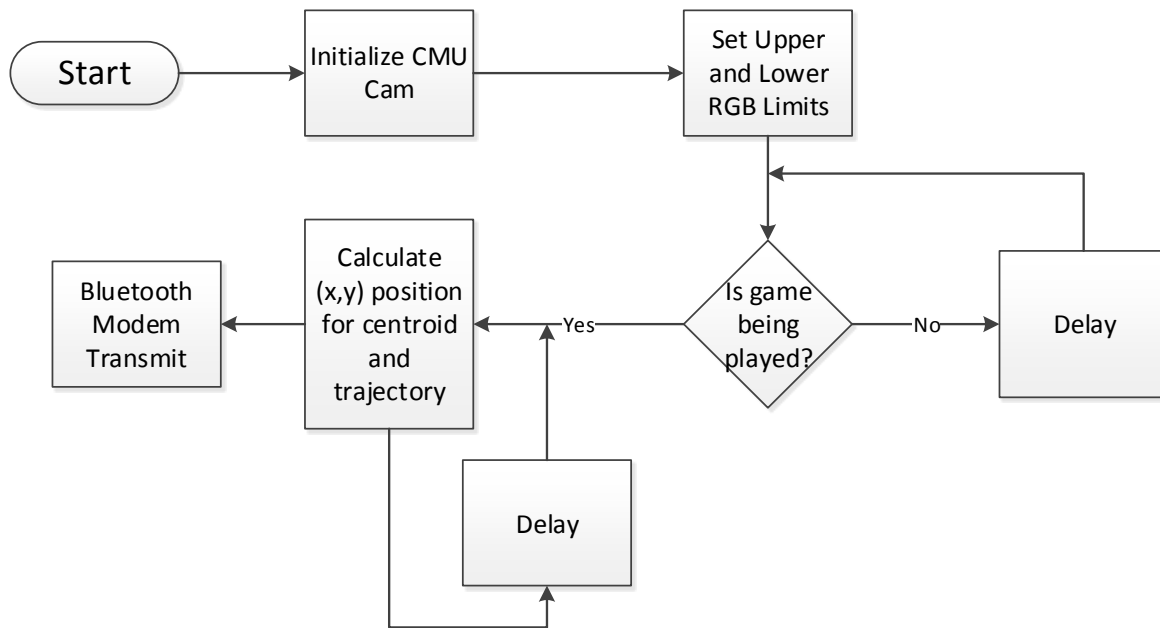 Start
Initialize CMU
Cam
Set Upper
and Lower
RGB Limits
Is game
being
played?
No
Delay
Yes
Calculate
(x,y) position
for centroid
and
trajectory
Bluetooth
Modem
Transmit
Delay